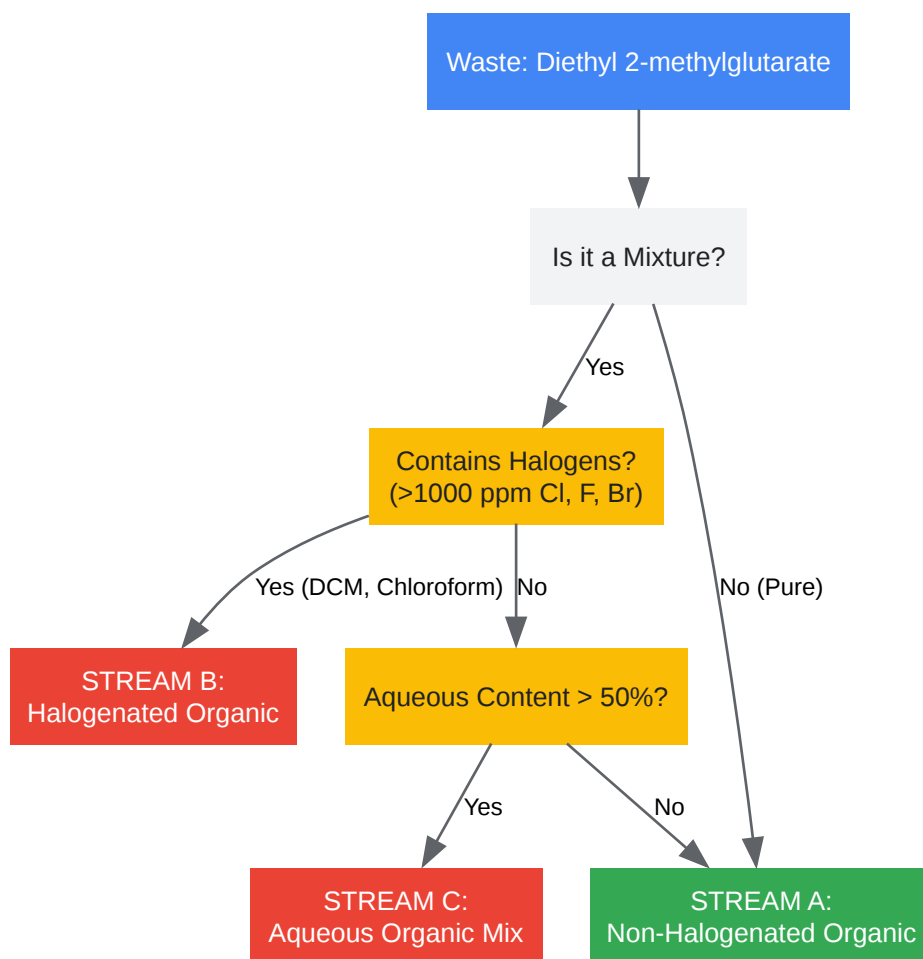 Waste: Diethyl 2-methylglutarate
Is it a Mixture?
Yes
Contains Halogens?
(>1000 ppm Cl, F, Br)
Yes (DCM, Chloroform)
No
No (Pure)
STREAM B:
Halogenated Organic
Aqueous Content > 50%?
Yes
No
STREAM C:
Aqueous Organic Mix
STREAM A:
Non-Halogenated Organic